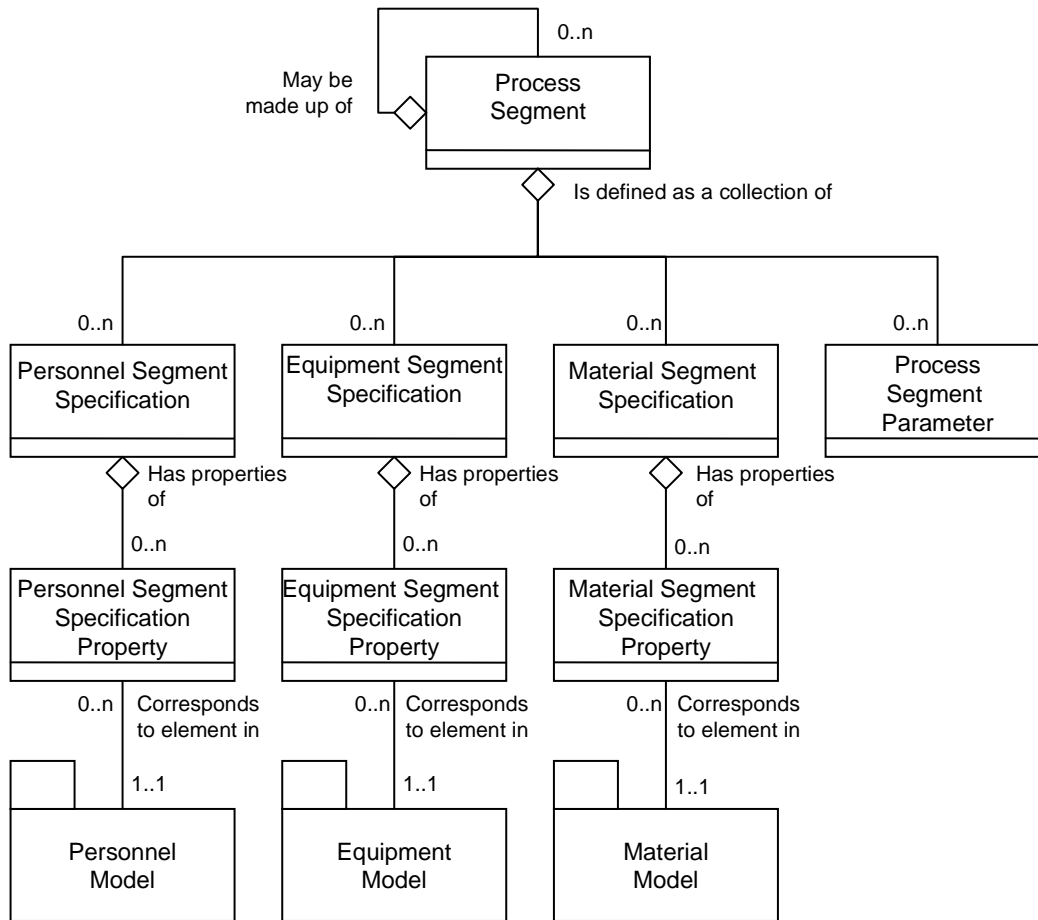 0..n
May be
made up of
Process
Segment
Is defined as a collection of
0..n
0..n
0..n
0..n
Personnel Segment
Specification
Equipment Segment
Specification
Material Segment
Specification
Process
Segment
Parameter
Has properties
of
Has properties
of
Has properties
of
0..n
0..n
0..n
Personnel Segment
Specification
Property
Equipment Segment
Specification
Property
Material Segment
Specification
Property
0..n
Corresponds
to element in
0..n
Corresponds
to element in
0..n
Corresponds
to element in
1..1
1..1
1..1
Personnel
Model
Equipment
Model
Material
Model